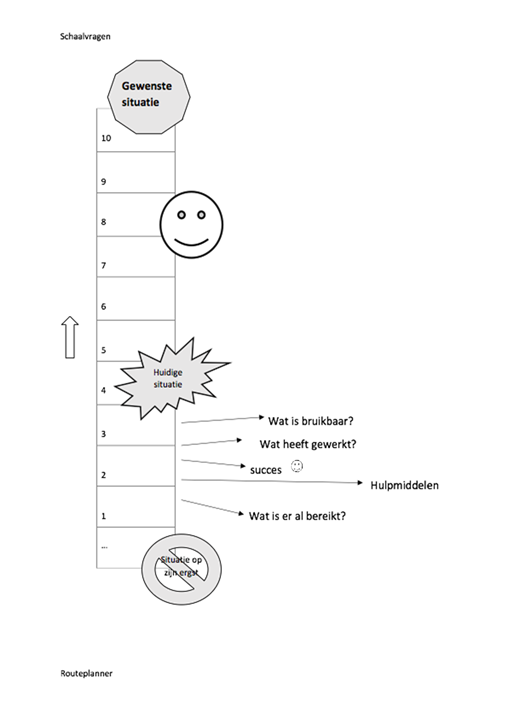 Schaalvragen
Gewenste
situatie
10
9
8
7
6
5
Huidige
situatie
4
Wat is bruikbaar?
3
Wat heeft gewerkt?
succes
2
Hulpmiddelen
1
Wat is er al bereikt?
...
Situatie op
zijn ergst
Routeplanner